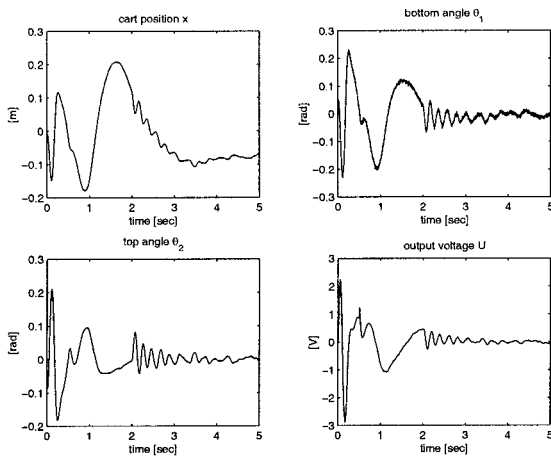 cart position x
0.3
0.2
0.1
0
-0.1
-0.2
[m]
0 1 2 3 4 5
time [sec]
bottom angle θ1
0.3
0.2
0.1
0
-0.1
-0.2
-0.3
[rad]
0 1 2 3 4 5
time [sec]
top angle θ2
0.3
0.2
0.1
0
-0.1
-0.2
[rad]
0 1 2 3 4 5
time [sec]
output voltage U
3
2
1
0
-1
-2
-3
[V]
0 1 2 3 4 5
time [sec]